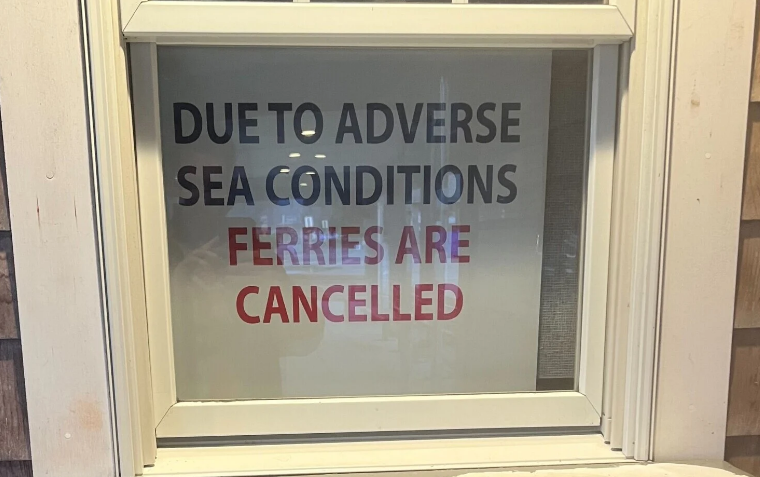 DUE TO ADVERSE
SEA CONDITIONS
FERRIES ARE
CANCELLED